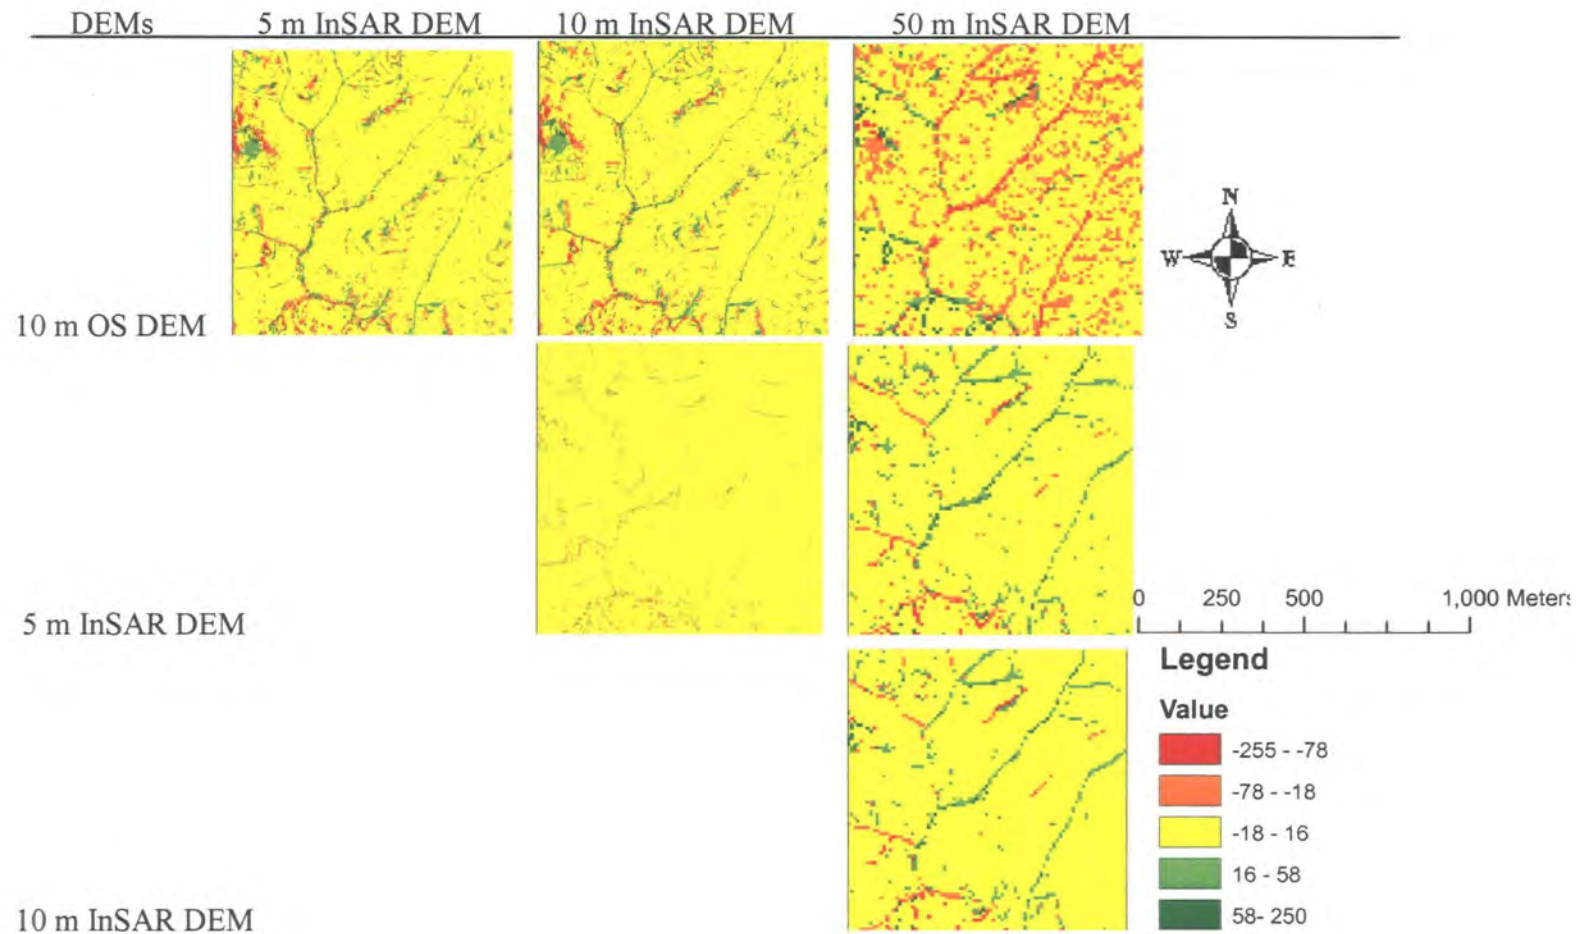 DEMs 5 m InSAR DEM 10 m InSAR DEM 50 m InSAR DEM
N
W E
S
10 m OS DEM
0 250 500 1,000 Meters
5 m InSAR DEM
Legend
Value
-255 - -78
-78 - -18
-18 - 16
16 - 58
58- 250
10 m InSAR DEM